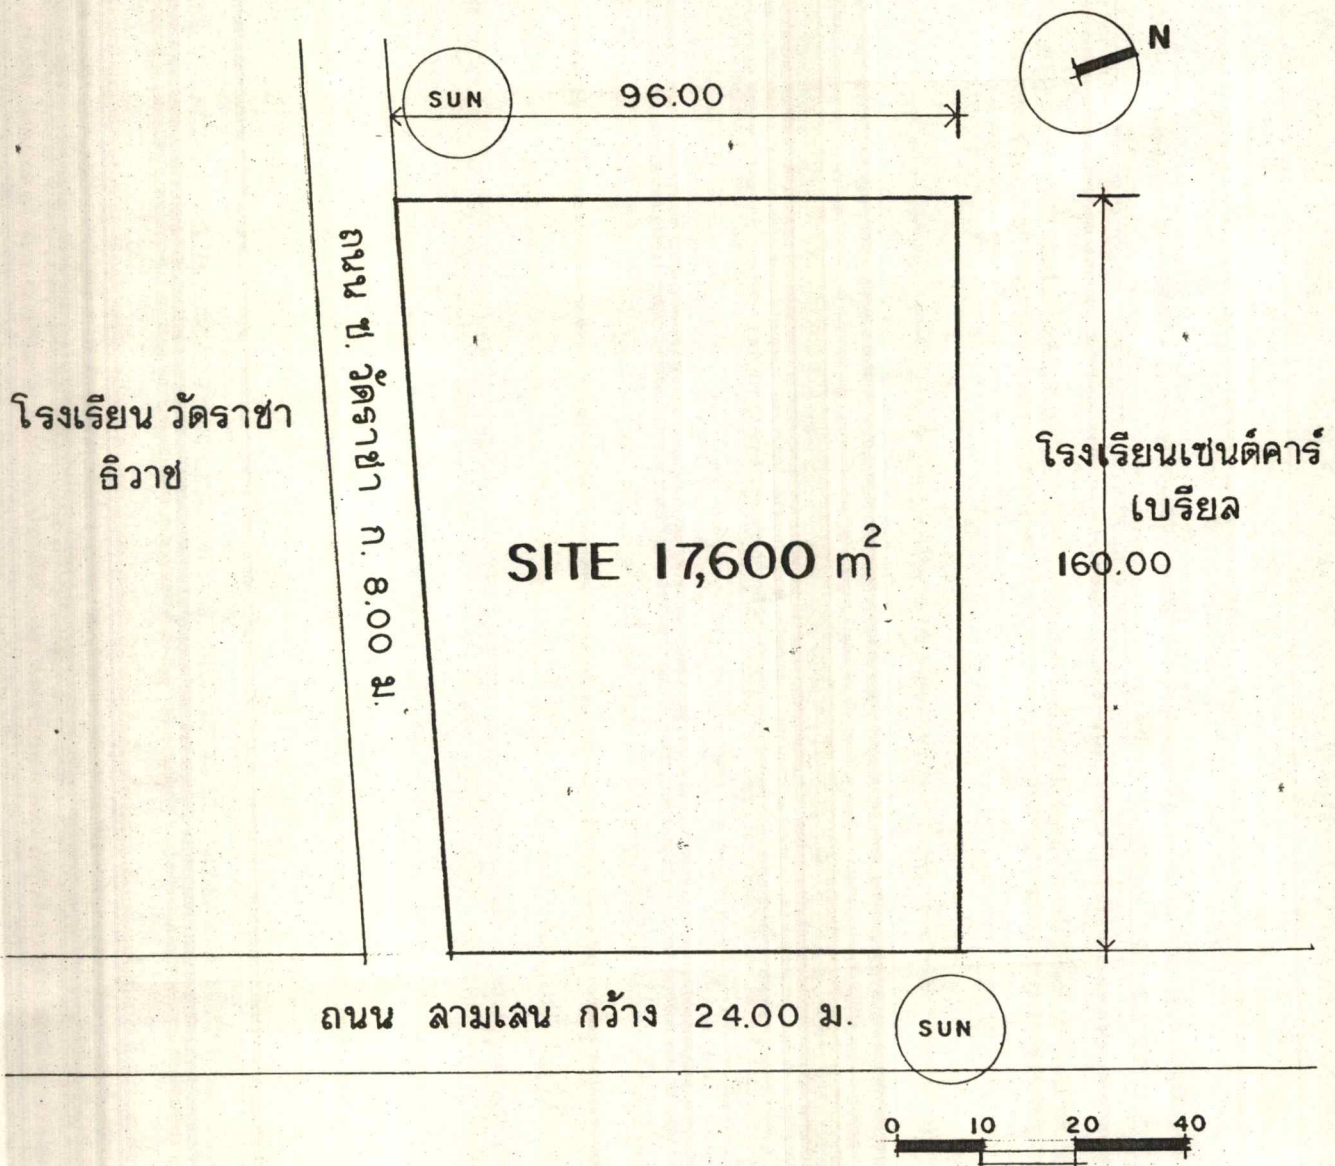 N
SUN
96.00
ถนน ซ. วัดราชา ก. 8.00 ม.
โรงเรียน วัดราชา
ธิวาช
โรงเรียนเซนต์คาร์
เบรียล
160.00
SITE 17,600 m²
ถนน สามเสน กว้าง 24.00 ม.
SUN
0 10 20 40